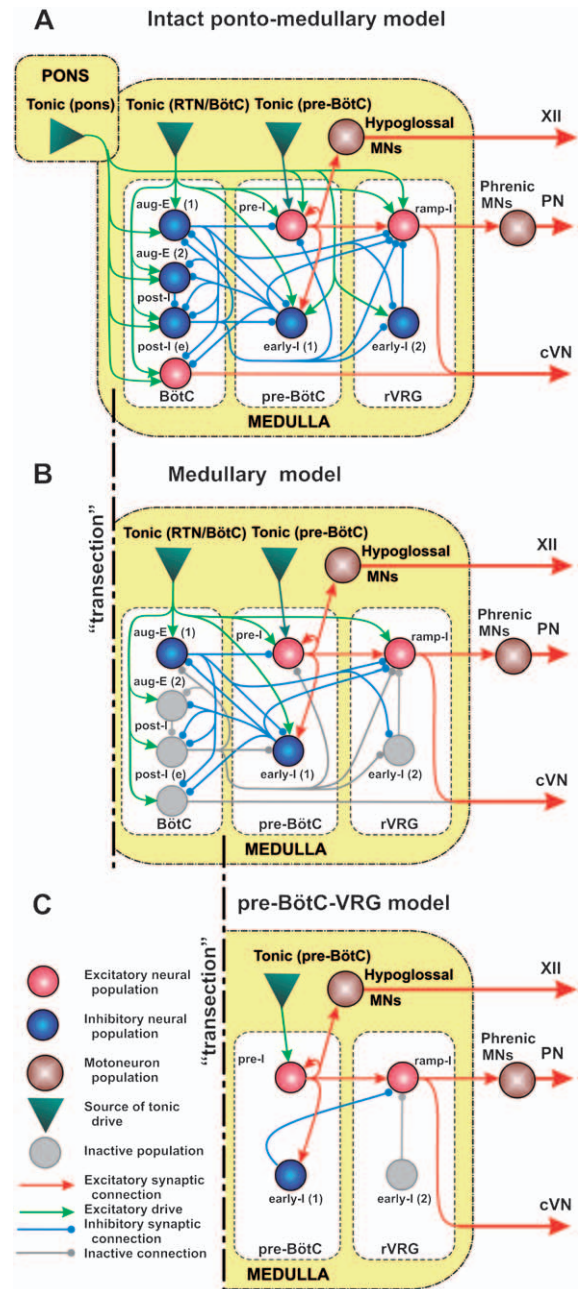 A
Intact ponto-medullary model
PONS
Tonic (pons)
Tonic (RTN/BötC)
Tonic (pre-BötC)
Hypoglossal
MNs
XII
aug-E (1)
pre-I
ramp-I
Phrenic
MNs
PN
aug-E (2)
post-I
post-I (e)
early-I (1)
early-I (2)
cVN
BötC
pre-BötC
rVRG
MEDULLA
B
Medullary model
"transection"
Tonic (RTN/BötC)
Tonic (pre-BötC)
Hypoglossal
MNs
XII
aug-E (1)
pre-I
ramp-I
Phrenic
MNs
PN
aug-E (2)
post-I
post-I (e)
early-I (1)
early-I (2)
cVN
BötC
pre-BötC
rVRG
MEDULLA
C
pre-BötC-VRG model
"transection"
Tonic (pre-BötC)
Hypoglossal
MNs
XII
pre-I
ramp-I
Phrenic
MNs
PN
early-I (1)
early-I (2)
cVN
pre-BötC
rVRG
MEDULLA
Excitatory neural
population
Inhibitory neural
population
Motoneuron
population
Source of tonic
drive
Inactive population
Excitatory synaptic
connection
Excitatory drive
Inhibitory synaptic
connection
Inactive connection